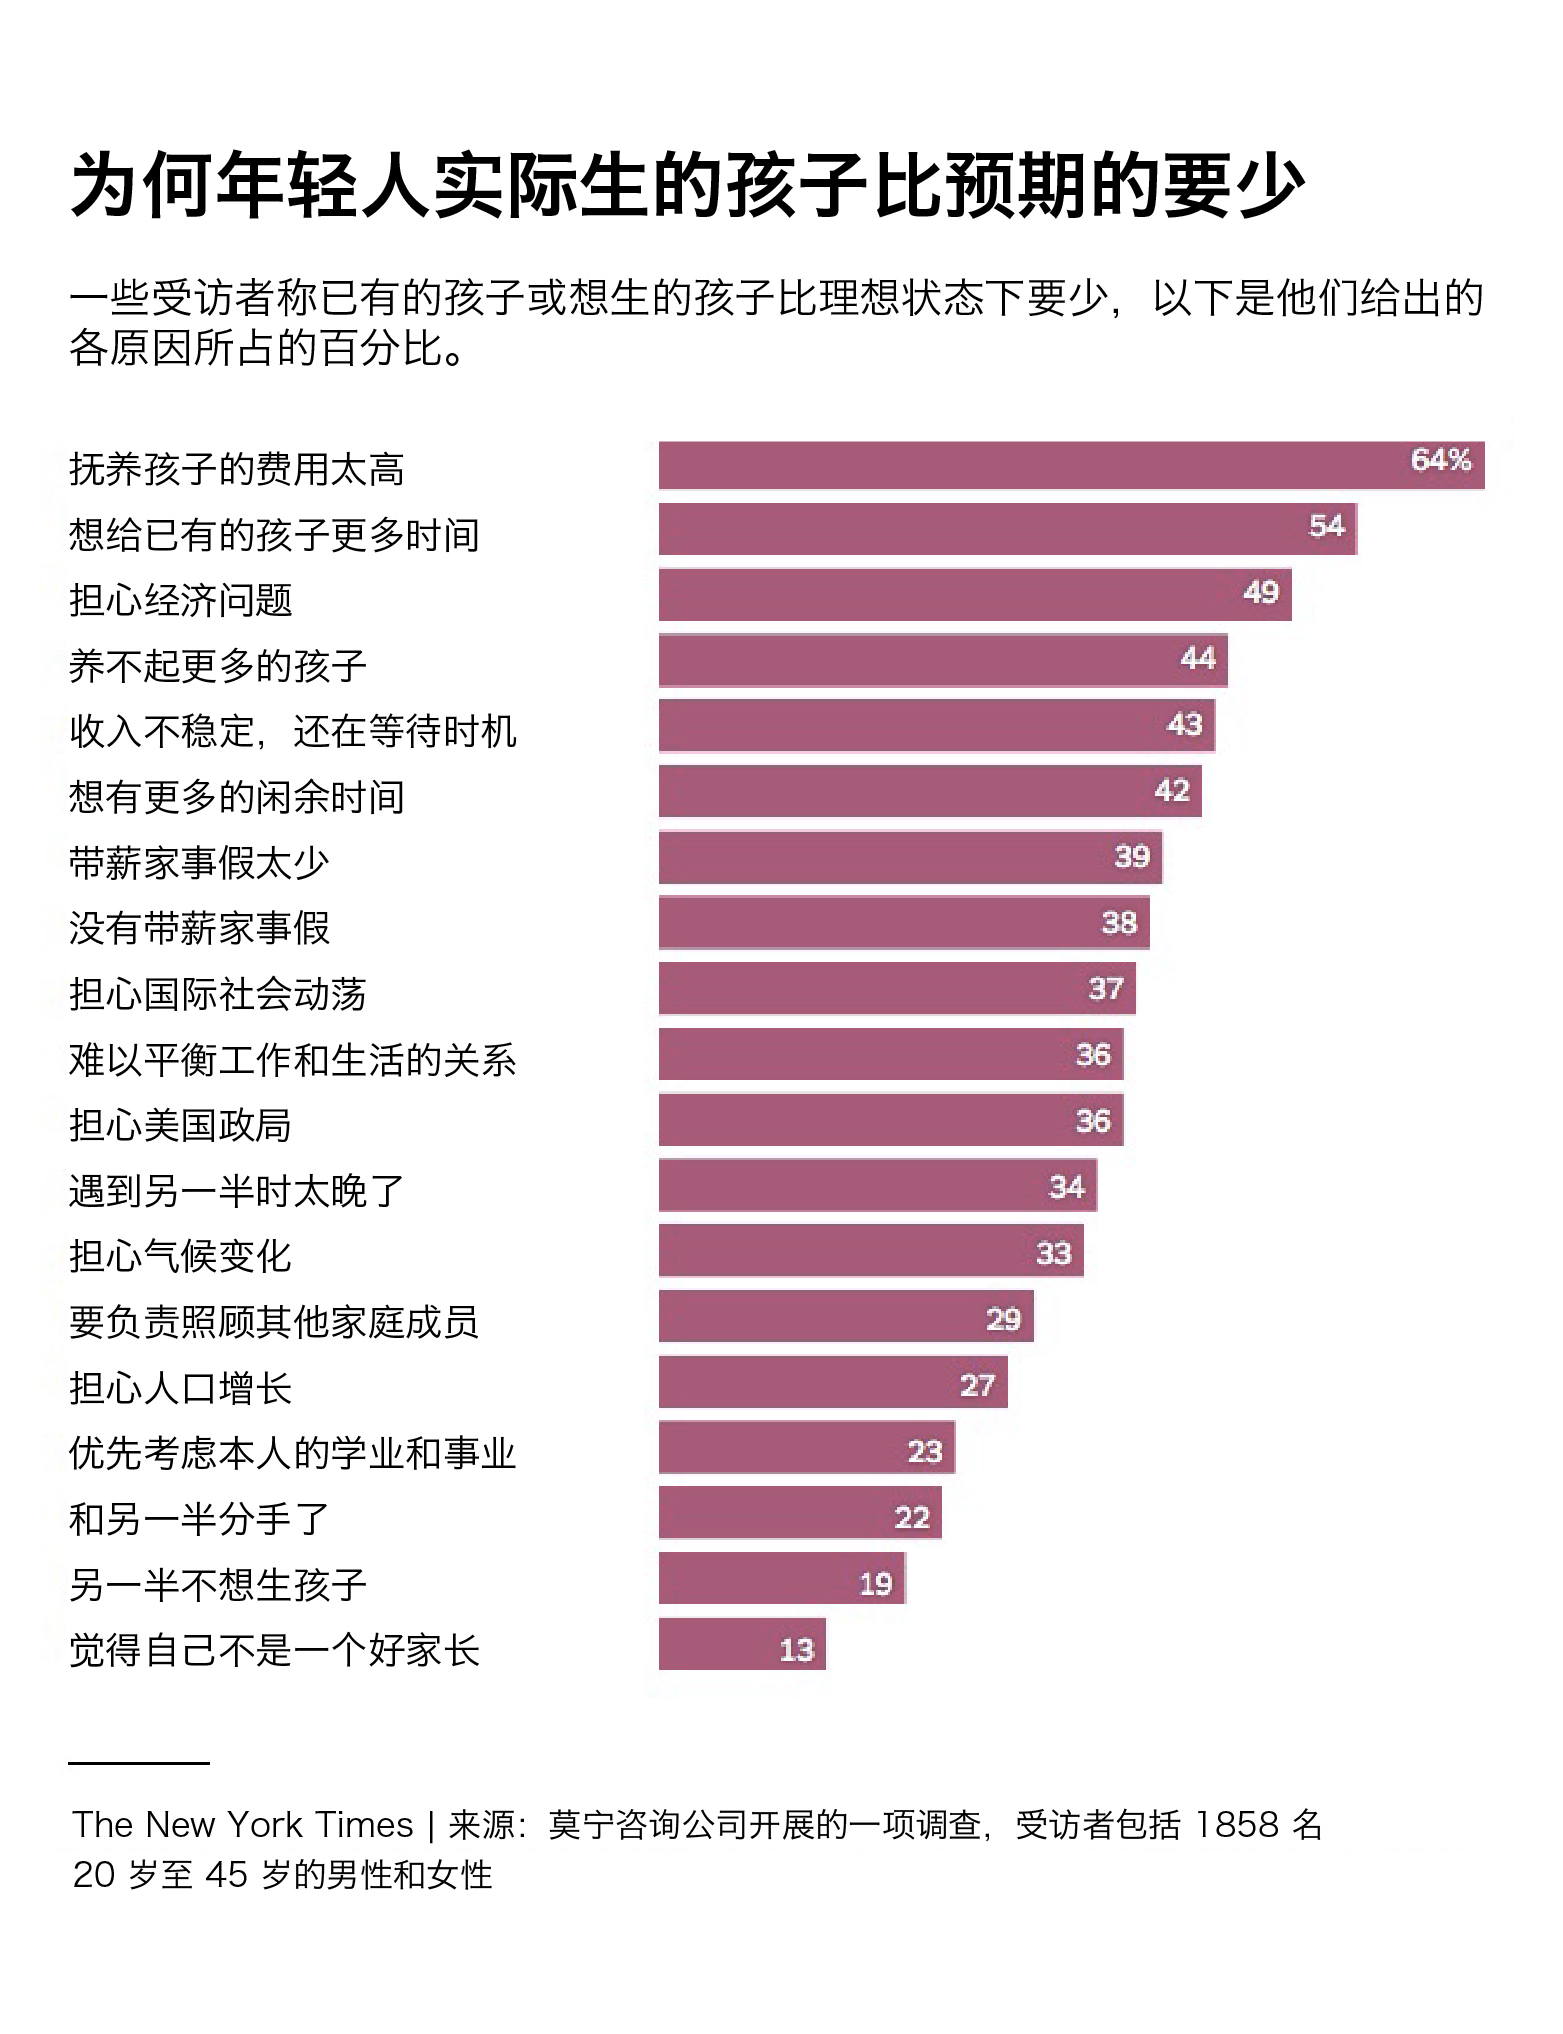 为何年轻人实际生的孩子比预期的要少
一些受访者称已有的孩子或想生的孩子比理想状态下要少，以下是他们给出的
各原因所占的百分比。
抚养孩子的费用太高 64%
想给已有的孩子更多时间 54
担心经济问题 49
养不起更多的孩子 44
收入不稳定，还在等待时机 43
想有更多的闲余时间 42
带薪家事假太少 39
没有带薪家事假 38
担心国际社会动荡 37
难以平衡工作和生活的关系 36
担心美国政局 36
遇到另一半时太晚了 34
担心气候变化 33
要负责照顾其他家庭成员 29
担心人口增长 27
优先考虑本人的学业和事业 23
和另一半分手了 22
另一半不想生孩子 19
觉得自己不是一个好家长 13
The New York Times | 来源：莫宁咨询公司开展的一项调查，受访者包括 1858 名
20 岁至 45 岁的男性和女性